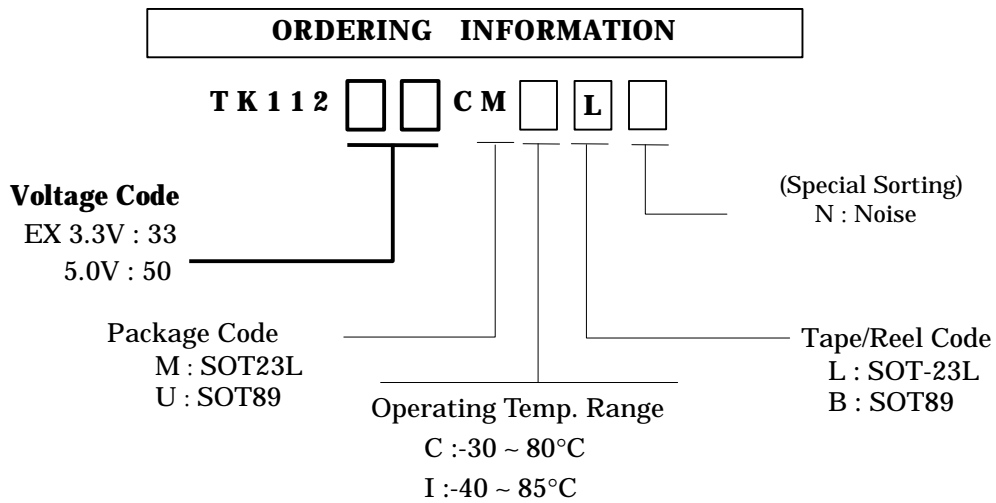 ORDERING INFORMATION
TK112 CM L
Voltage Code
EX 3.3V : 33
5.0V : 50
(Special Sorting)
N : Noise
Package Code
M : SOT23L
U : SOT89
Operating Temp. Range
C :-30 ~ 80°C
I :-40 ~ 85°C
Tape/Reel Code
L : SOT-23L
B : SOT89